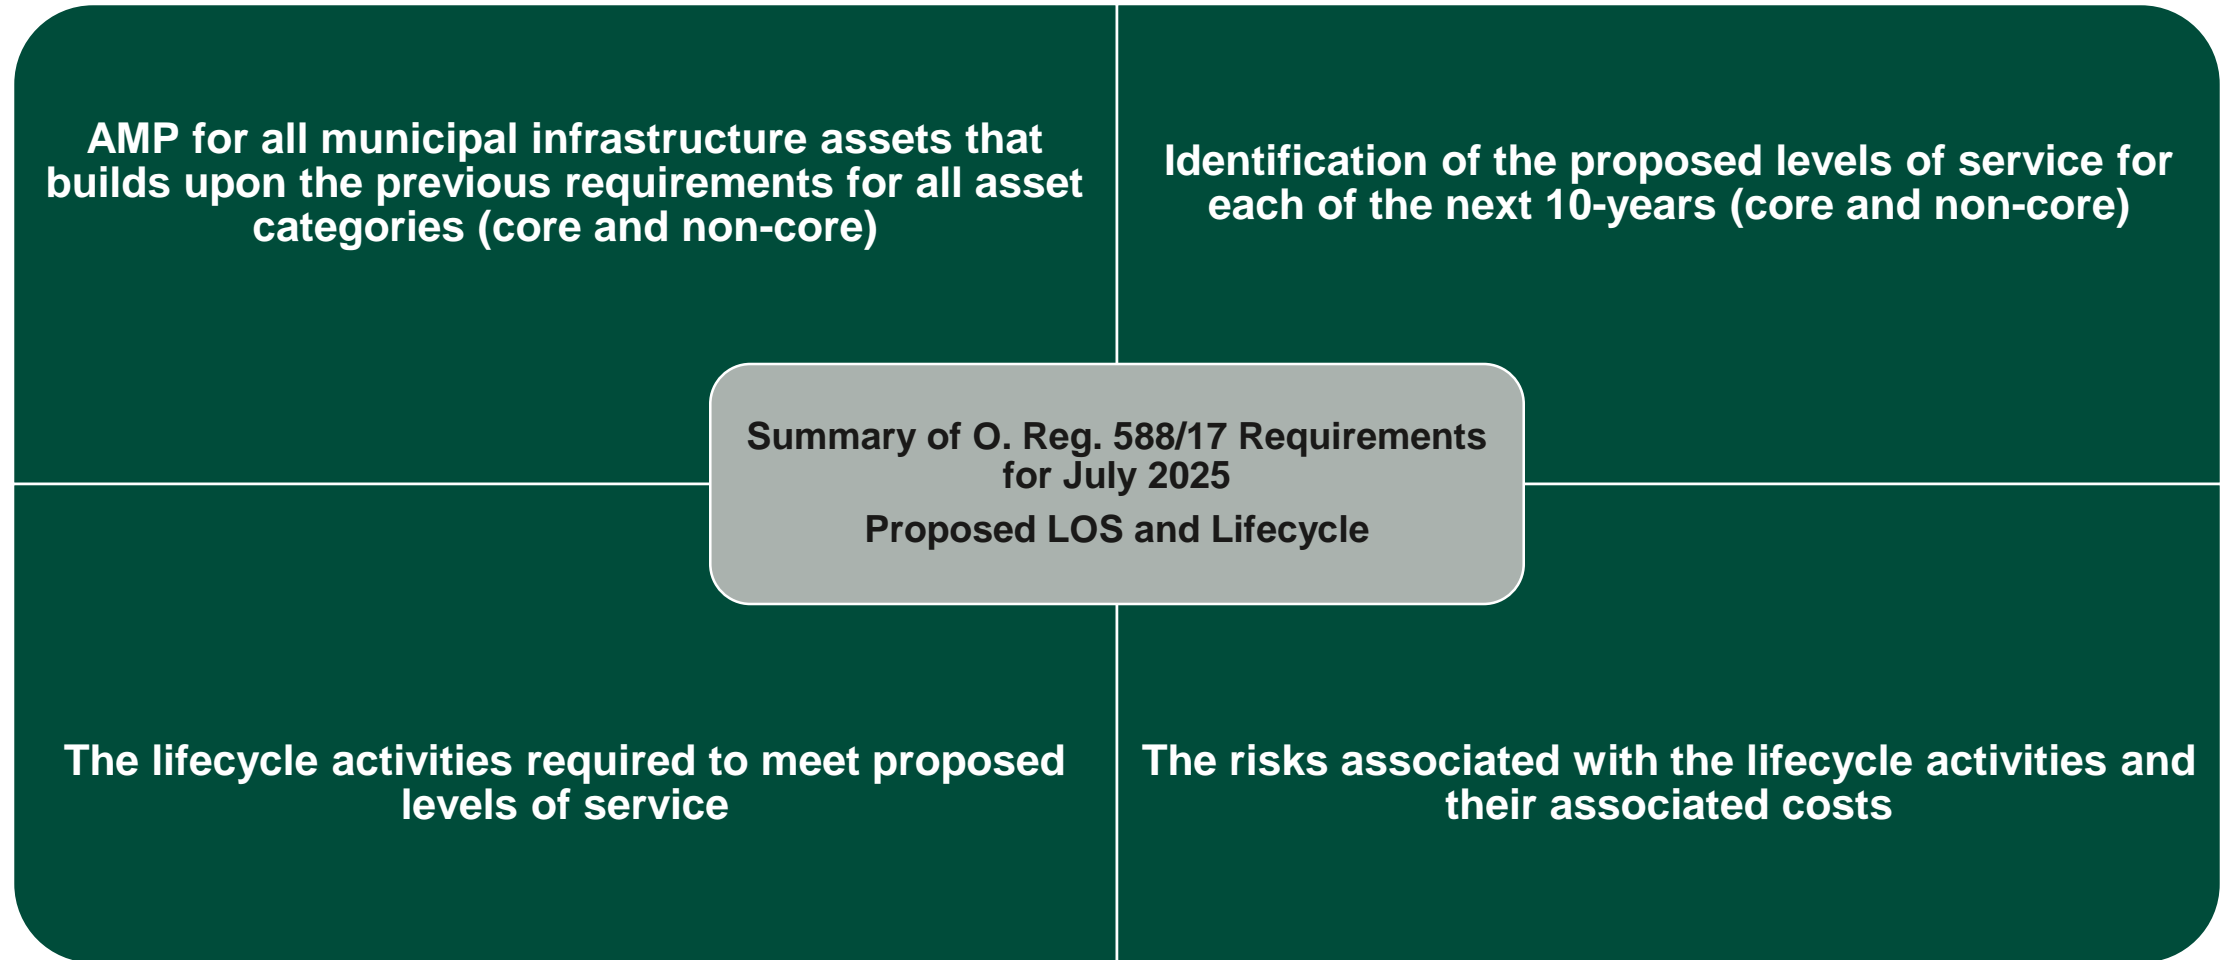 AMP for all municipal infrastructure assets that
builds upon the previous requirements for all asset
categories (core and non-core)
Identification of the proposed levels of service for
each of the next 10-years (core and non-core)
Summary of O. Reg. 588/17 Requirements
for July 2025
Proposed LOS and Lifecycle
The lifecycle activities required to meet proposed
levels of service
The risks associated with the lifecycle activities and
their associated costs